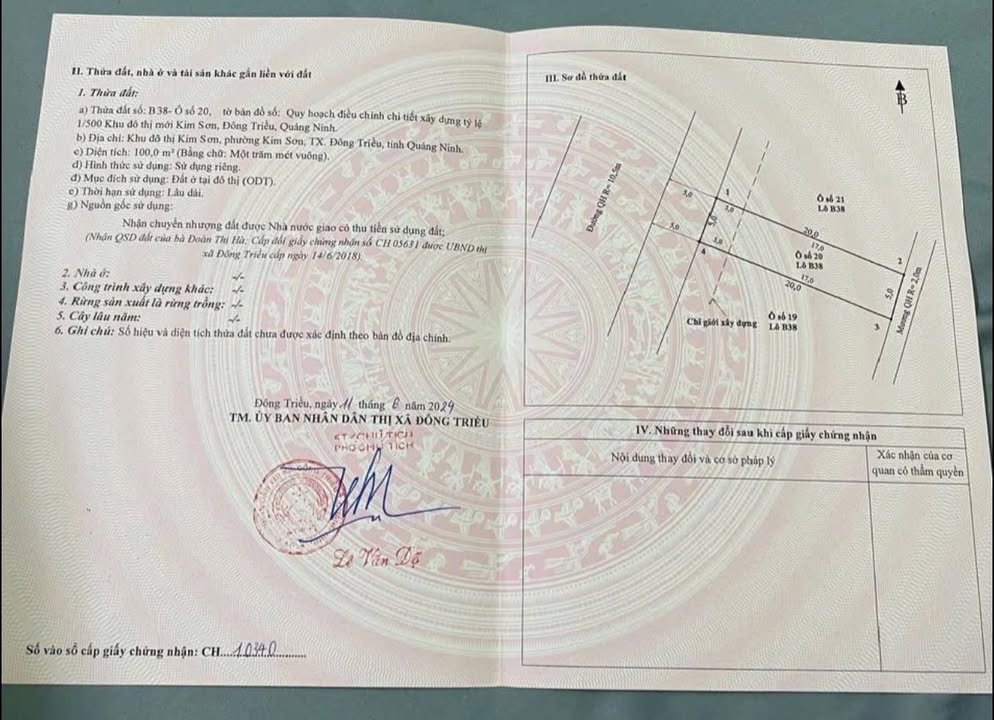 II. Thửa đất, nhà ở và tài sản khác gắn liền với đất
1. Thửa đất:
a) Thửa đất số: B38- Ô số 20, tờ bản đồ số: Quy hoạch điều chỉnh chi tiết xây dựng tỷ lệ
1/500 Khu đô thị mới Kim Sơn, Đông Triều, Quảng Ninh.
b) Địa chỉ: Khu đô thị Kim Sơn, phường Kim Sơn, TX. Đông Triều, tỉnh Quảng Ninh.
c) Diện tích: 100,0 m² (Bằng chữ: Một trăm mét vuông).
d) Hình thức sử dụng: Sử dụng riêng.
đ) Mục đích sử dụng: Đất ở tại đô thị (ODT).
e) Thời hạn sử dụng: Lâu dài.
g) Nguồn gốc sử dụng:
Nhận chuyển nhượng đất được Nhà nước giao có thu tiền sử dụng đất;
(Nhận QSD đất của bà Đoàn Thị Hà; Cấp đất giấy chứng nhận số CH 05631 được UBND thị
xã Đông Triều cấp ngày 14/6/2018).
2. Nhà ở: -/-
3. Công trình xây dựng khác: -/-
4. Rừng sản xuất là rừng trồng: -/-
5. Cây lâu năm: -/-
6. Ghi chú: Số hiệu và diện tích thửa đất chưa được xác định theo bản đồ địa chính.
Đông Triều, ngày 11 tháng 6 năm 2024
TM. ỦY BAN NHÂN DÂN THỊ XÃ ĐÔNG TRIỀU
KT/CHỦ TỊCH
PHÓ CHỦ TỊCH
Lê Văn Độ
Số vào sổ cấp giấy chứng nhận: CH....10340..........
III. Sơ đồ thửa đất
B
Đường QH R= 10,5m
3,0
1
3,0
Ô số 21
Lô B38
3,0
5,0
20,0
17,0
2
4
3,0
Ô số 20
Lô B38
17,0
20,0
5,0
3
Mương QH R= 2,0m
Chỉ giới xây dựng
Ô số 19
Lô B38
IV. Những thay đổi sau khi cấp giấy chứng nhận
Nội dung thay đổi và cơ sở pháp lý
Xác nhận của cơ
quan có thẩm quyền